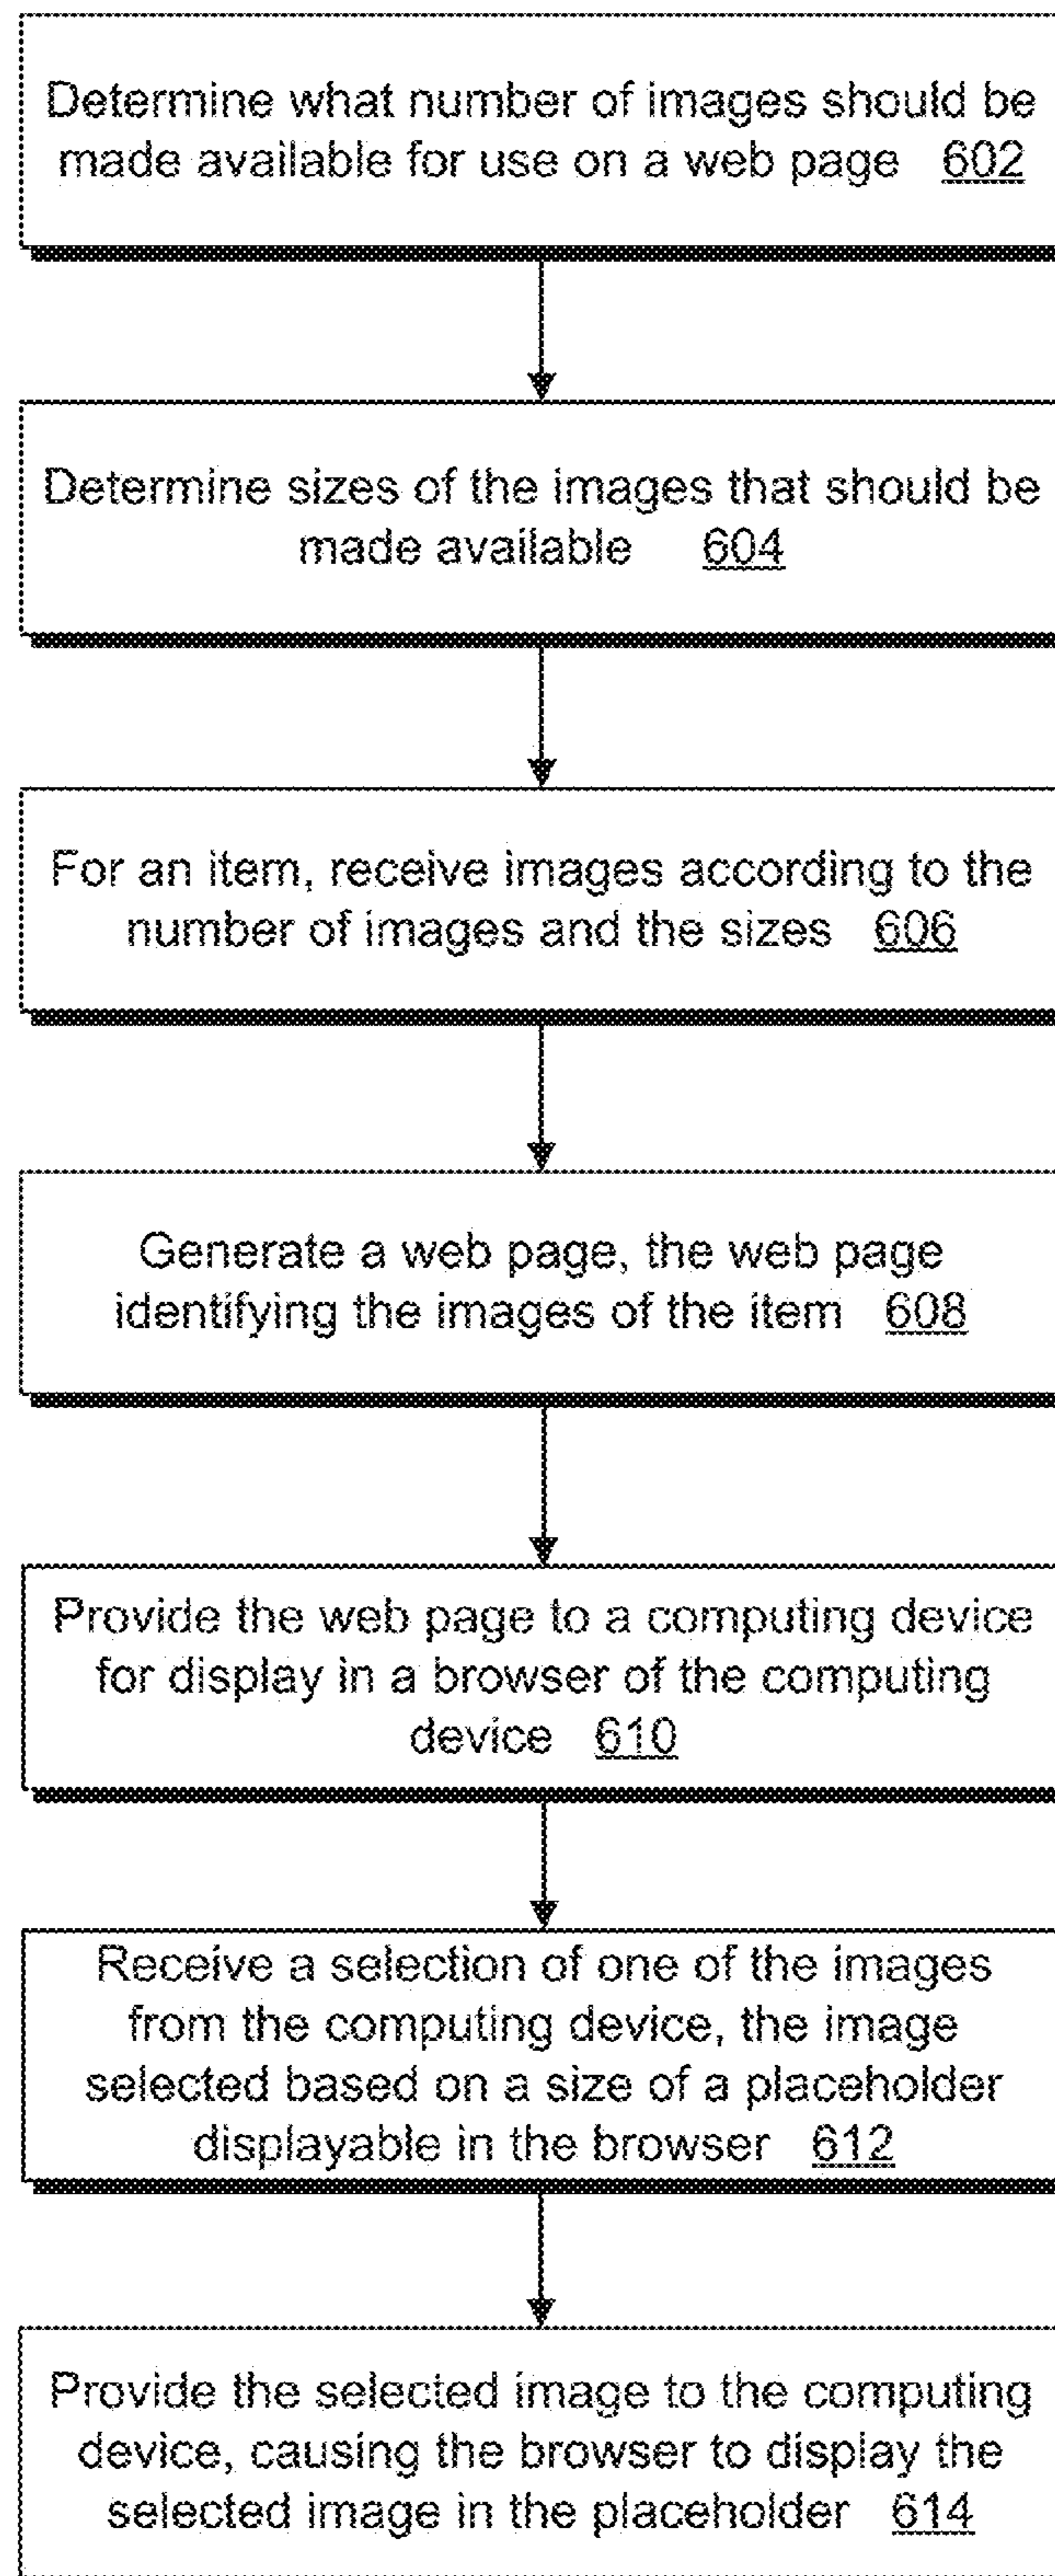 Determine what number of images should be
made available for use on a web page 602
Determine sizes of the images that should be
made available 604
For an item, receive images according to the
number of images and the sizes 606
Generate a web page, the web page
identifying the images of the item 608
Provide the web page to a computing device
for display in a browser of the computing
device 610
Receive a selection of one of the images
from the computing device, the image
selected based on a size of a placeholder
displayable in the browser 612
Provide the selected image to the computing
device, causing the browser to display the
selected image in the placeholder 614